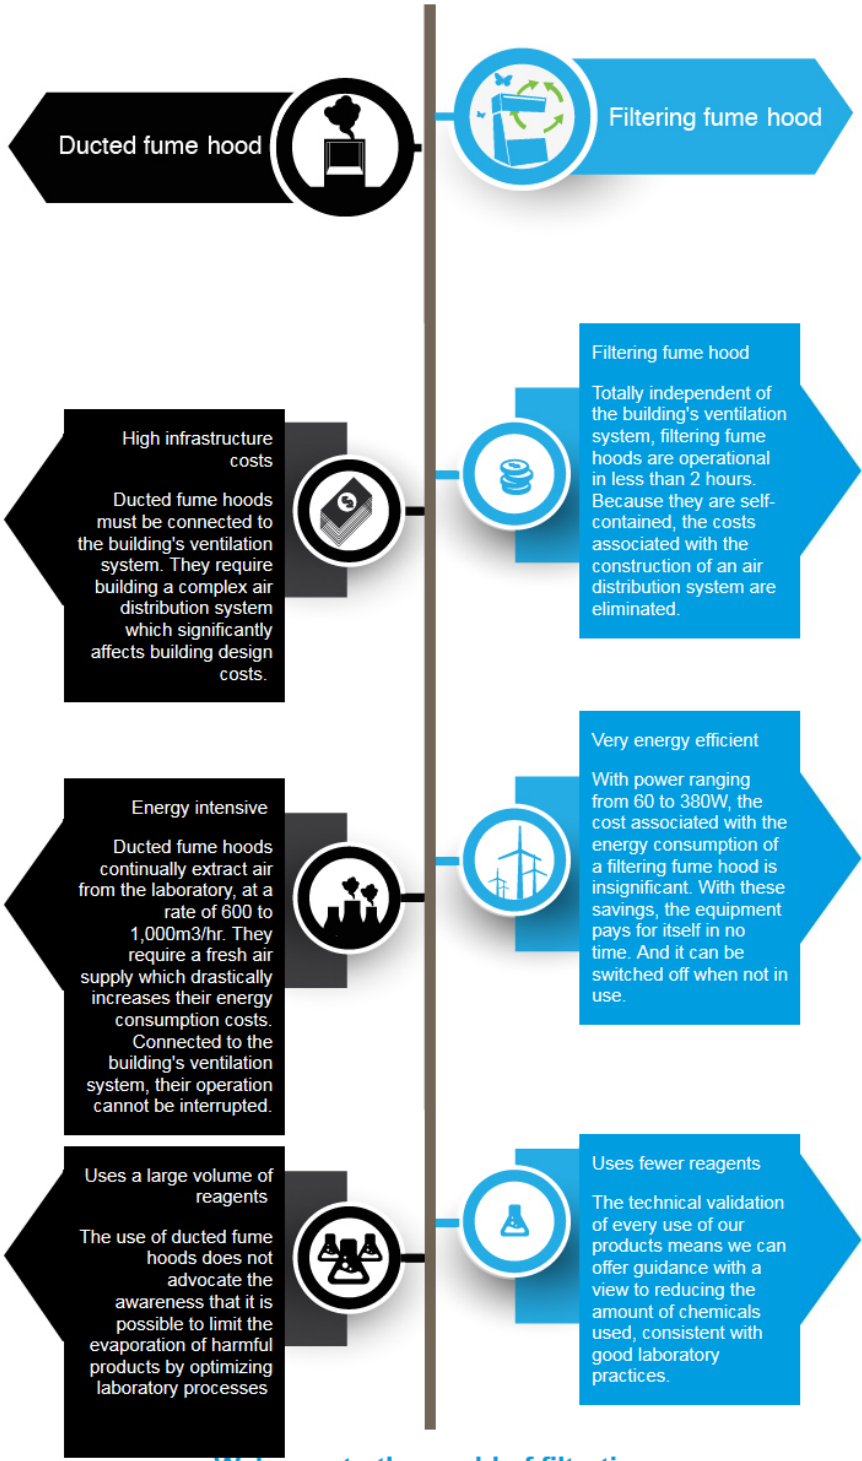 Ducted fume hood
Filtering fume hood
High infrastructure
costs
Ducted fume hoods
must be connected to
the building's ventilation
system. They require
building a complex air
distribution system
which significantly
affects building design
costs.
Filtering fume hood
Totally independent of
the building's ventilation
system, filtering fume
hoods are operational
in less than 2 hours.
Because they are self-
contained, the costs
associated with the
construction of an air
distribution system are
eliminated.
Energy intensive
Ducted fume hoods
continually extract air
from the laboratory, at a
rate of 600 to
1,000m3/hr. They
require a fresh air
supply which drastically
increases their energy
consumption costs.
Connected to the
building's ventilation
system, their operation
cannot be interrupted.
Very energy efficient
With power ranging
from 60 to 380W, the
cost associated with the
energy consumption of
a filtering fume hood is
insignificant. With these
savings, the equipment
pays for itself in no
time. And it can be
switched off when not in
use.
Uses a large volume of
reagents
The use of ducted fume
hoods does not
advocate the
awareness that it is
possible to limit the
evaporation of harmful
products by optimizing
laboratory processes
Uses fewer reagents
The technical validation
of every use of our
products means we can
offer guidance with a
view to reducing the
amount of chemicals
used, consistent with
good laboratory
practices.